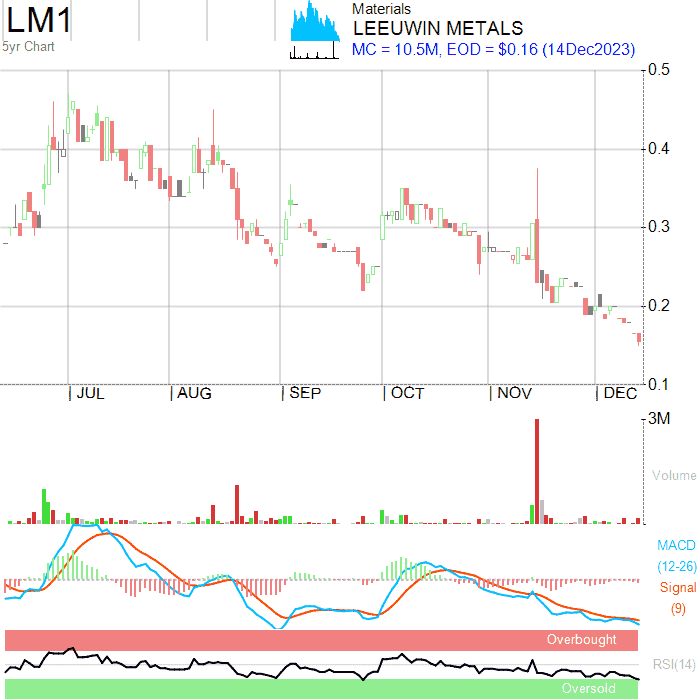 LM1
5yr Chart
Materials
LEEUWIN METALS
MC = 10.5M, EOD = $0.16 (14Dec2023)
0.5
0.4
0.3
0.2
0.1
JUL AUG SEP OCT NOV DEC
3M
Volume
MACD
(12-26)
Signal
(9)
Overbought
RSI(14)
Oversold